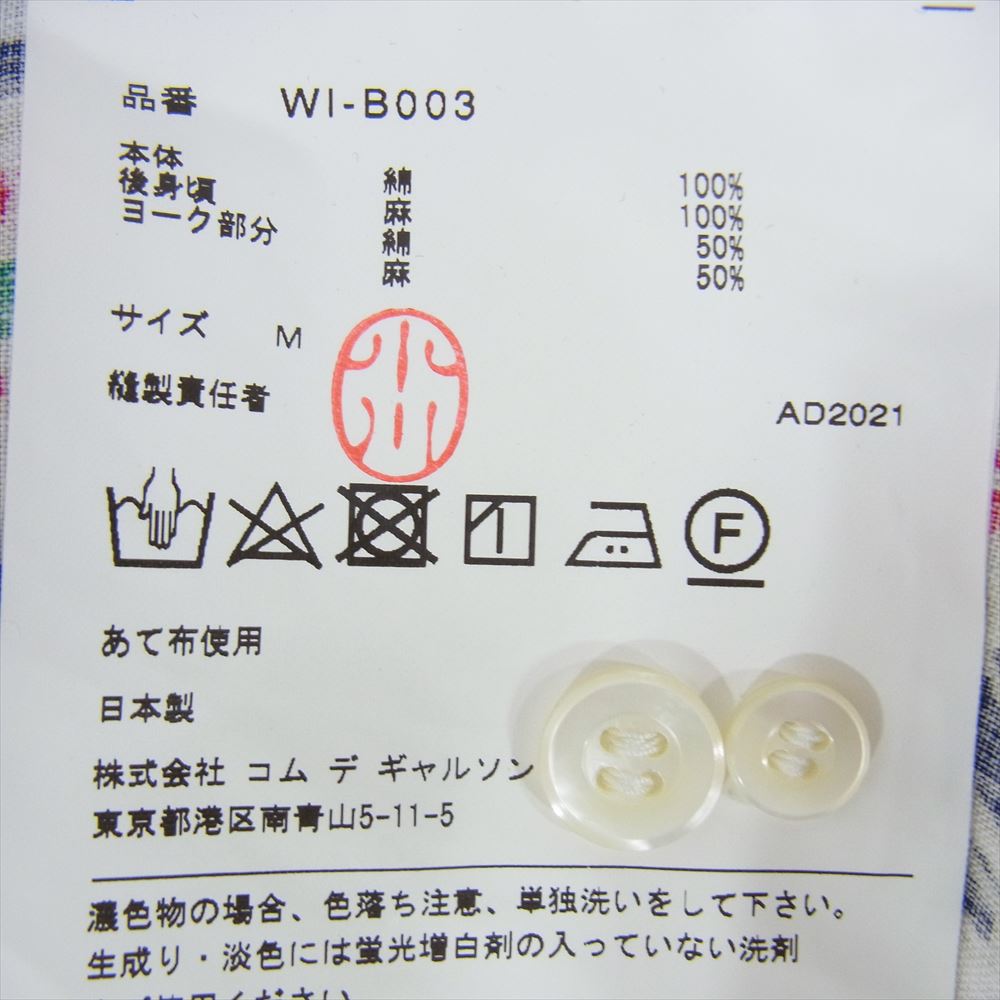 品番 WI-B003
本体 綿 100%
後身頃 麻 100%
ヨーク部分 綿 50%
麻 50%
サイズ M
縫製責任者
AD2021
F
あて布使用
日本製
株式会社 コム デ ギャルソン
東京都港区南青山5-11-5
濃色物の場合、色落ち注意、単独洗いをして下さい。
生成り・淡色には蛍光増白剤の入っていない洗剤